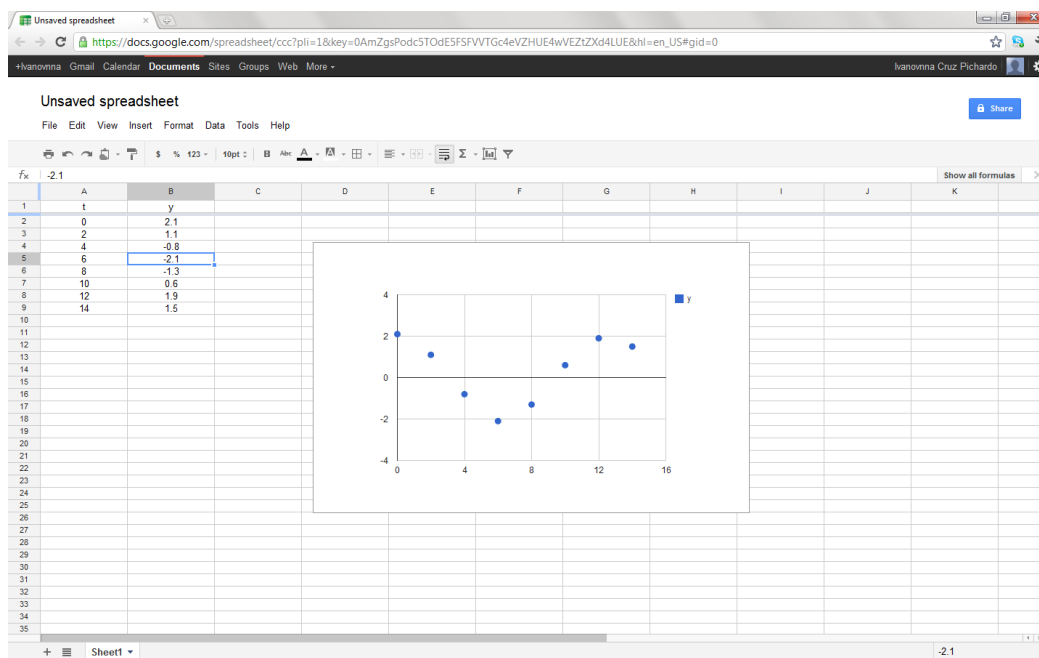 Unsaved spreadsheet ×
https://docs.google.com/spreadsheet/ccc?pli=1&key=0AmZgsPodc5TOdE5FSFVVTGc4eVZHUE4wVEZtZXd4LUE&hl=en_US#gid=0
+Ivanovnna Gmail Calendar Documents Sites Groups Web More Ivanovnna Cruz Pichardo
Unsaved spreadsheet
Share
File Edit View Insert Format Data Tools Help
$ % 123 10pt B Abc A A Σ
fx -2.1 Show all formulas
A B C D E F G H I J K
1 t y
2 0 2.1
3 2 1.1
4 4 -0.8
5 6 -2.1
6 8 -1.3
7 10 0.6
8 12 1.9
9 14 1.5
10
11
12
13
14
15
16
17
18
19
20
21
22
23
24
25
26
27
28
29
30
31
32
33
34
35
4 y
2
0
-2
-4
0 4 8 12 16
+ Sheet1 -2.1